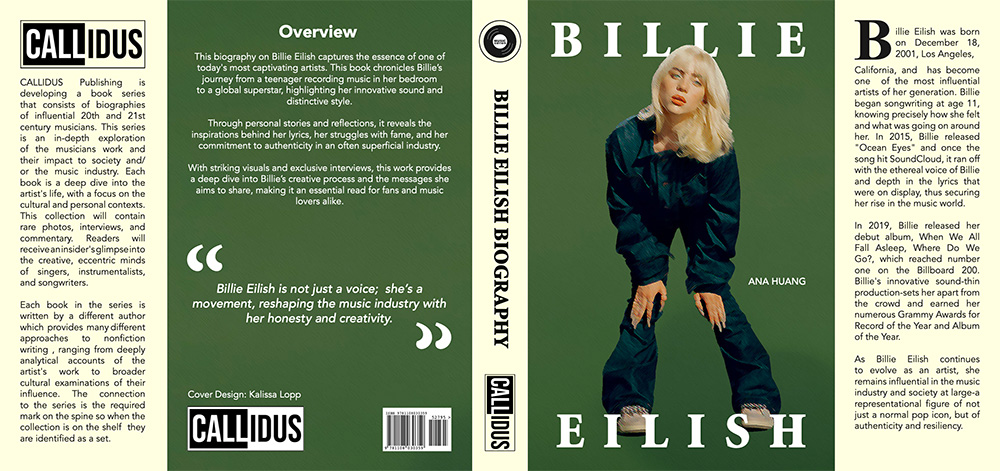 CALLIDUS
CALLIDUS Publishing is
developing a book series
that consists of biographies
of influential 20th and 21st
century musicians. This series
is an in-depth exploration
of the musicians work and
their impact to society and/
or the music industry. Each
book is a deep dive into the
artist's life, with a focus on the
cultural and personal contexts.
This collection will contain
rare photos, interviews, and
commentary. Readers will
receive an insider's glimpse into
the creative, eccentric minds
of singers, instrumentalists,
and songwriters.
Each book in the series is
written by a different author
which provides many different
approaches to nonfiction
writing , ranging from deeply
analytical accounts of the
artist's work to broader
cultural examinations of their
influence. The connection
to the series is the required
mark on the spine so when the
collection is on the shelf they
are identified as a set.
Overview
This biography on Billie Eilish captures the essence of one of
today's most captivating artists. This book chronicles Billie's
journey from a teenager recording music in her bedroom
to a global superstar, highlighting her innovative sound and
distinctive style.
Through personal stories and reflections, it reveals the
inspirations behind her lyrics, her struggles with fame, and her
commitment to authenticity in an often superficial industry.
With striking visuals and exclusive interviews, this work provides
a deep dive into Billie's creative process and the messages she
aims to share, making it an essential read for fans and music
lovers alike.
“
Billie Eilish is not just a voice; she's a
movement, reshaping the music industry with
her honesty and creativity.
”
Cover Design: Kalissa Lopp
CALLIDUS
52795 >
BILLIE EILISH BIOGRAPHY
CALLIDUS
BILLIE
ANA HUANG
EILISH
Billie Eilish was born
on December 18,
2001, Los Angeles,
California, and has become
one of the most influential
artists of her generation. Billie
began songwriting at age 11,
knowing precisely how she felt
and what was going on around
her. In 2015, Billie released
"Ocean Eyes" and once the
song hit SoundCloud, it ran off
with the ethereal voice of Billie
and depth in the lyrics that
were on display, thus securing
her rise in the music world.
In 2019, Billie released her
debut album, When We All
Fall Asleep, Where Do We
Go?, which reached number
one on the Billboard 200.
Billie's innovative sound-thin
production-sets her apart from
the crowd and earned her
numerous Grammy Awards for
Record of the Year and Album
of the Year.
As Billie Eilish continues
to evolve as an artist, she
remains influential in the music
industry and society at large-a
representational figure of not
just a normal pop icon, but of
authenticity and resiliency.